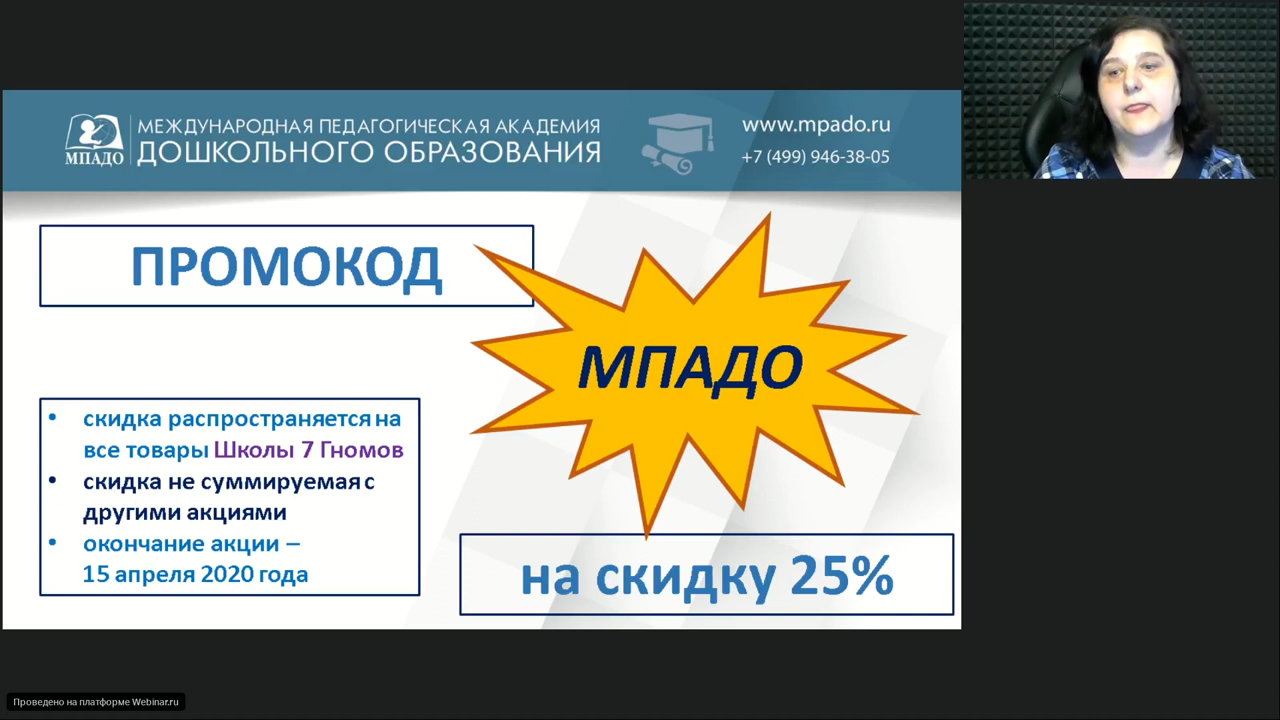 МПАДО
МЕЖДУНАРОДНАЯ ПЕДАГОГИЧЕСКАЯ АКАДЕМИЯ
ДОШКОЛЬНОГО ОБРАЗОВАНИЯ
www.mpado.ru
+7 (499) 946-38-05
ПРОМОКОД
МПАДО
• скидка распространяется на
все товары Школы 7 Гномов
• скидка не суммируемая с
другими акциями
• окончание акции –
15 апреля 2020 года
на скидку 25%
Проведено на платформе Webinar.ru